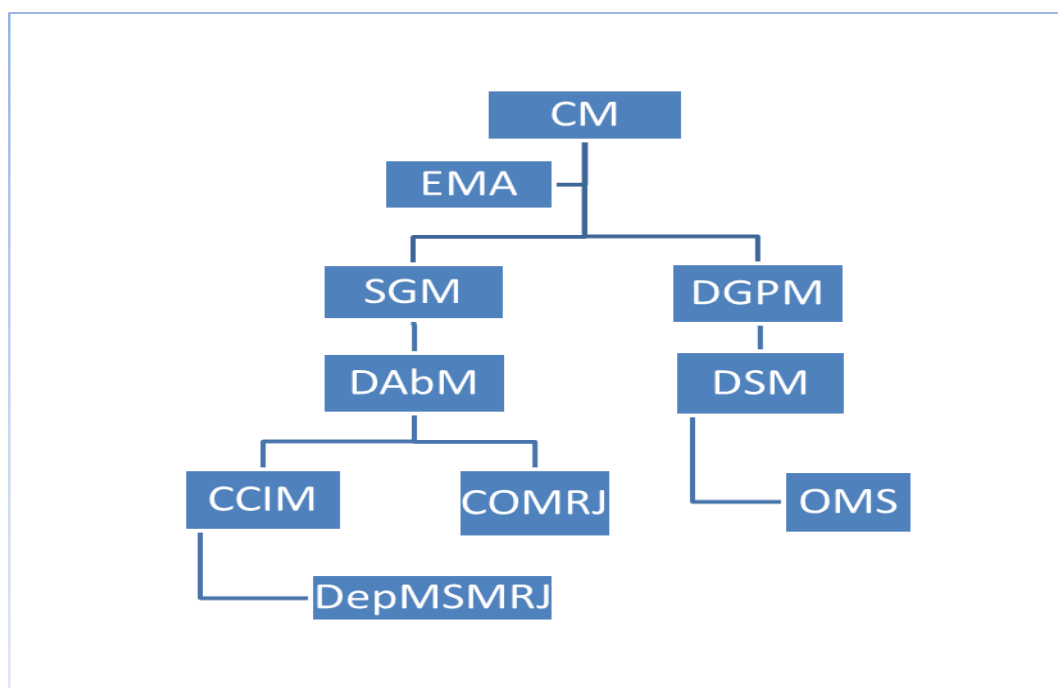 CM
EMA
SGM
DGPM
DAbM
DSM
CCIM
COMRJ
OMS
DepMSMRJ